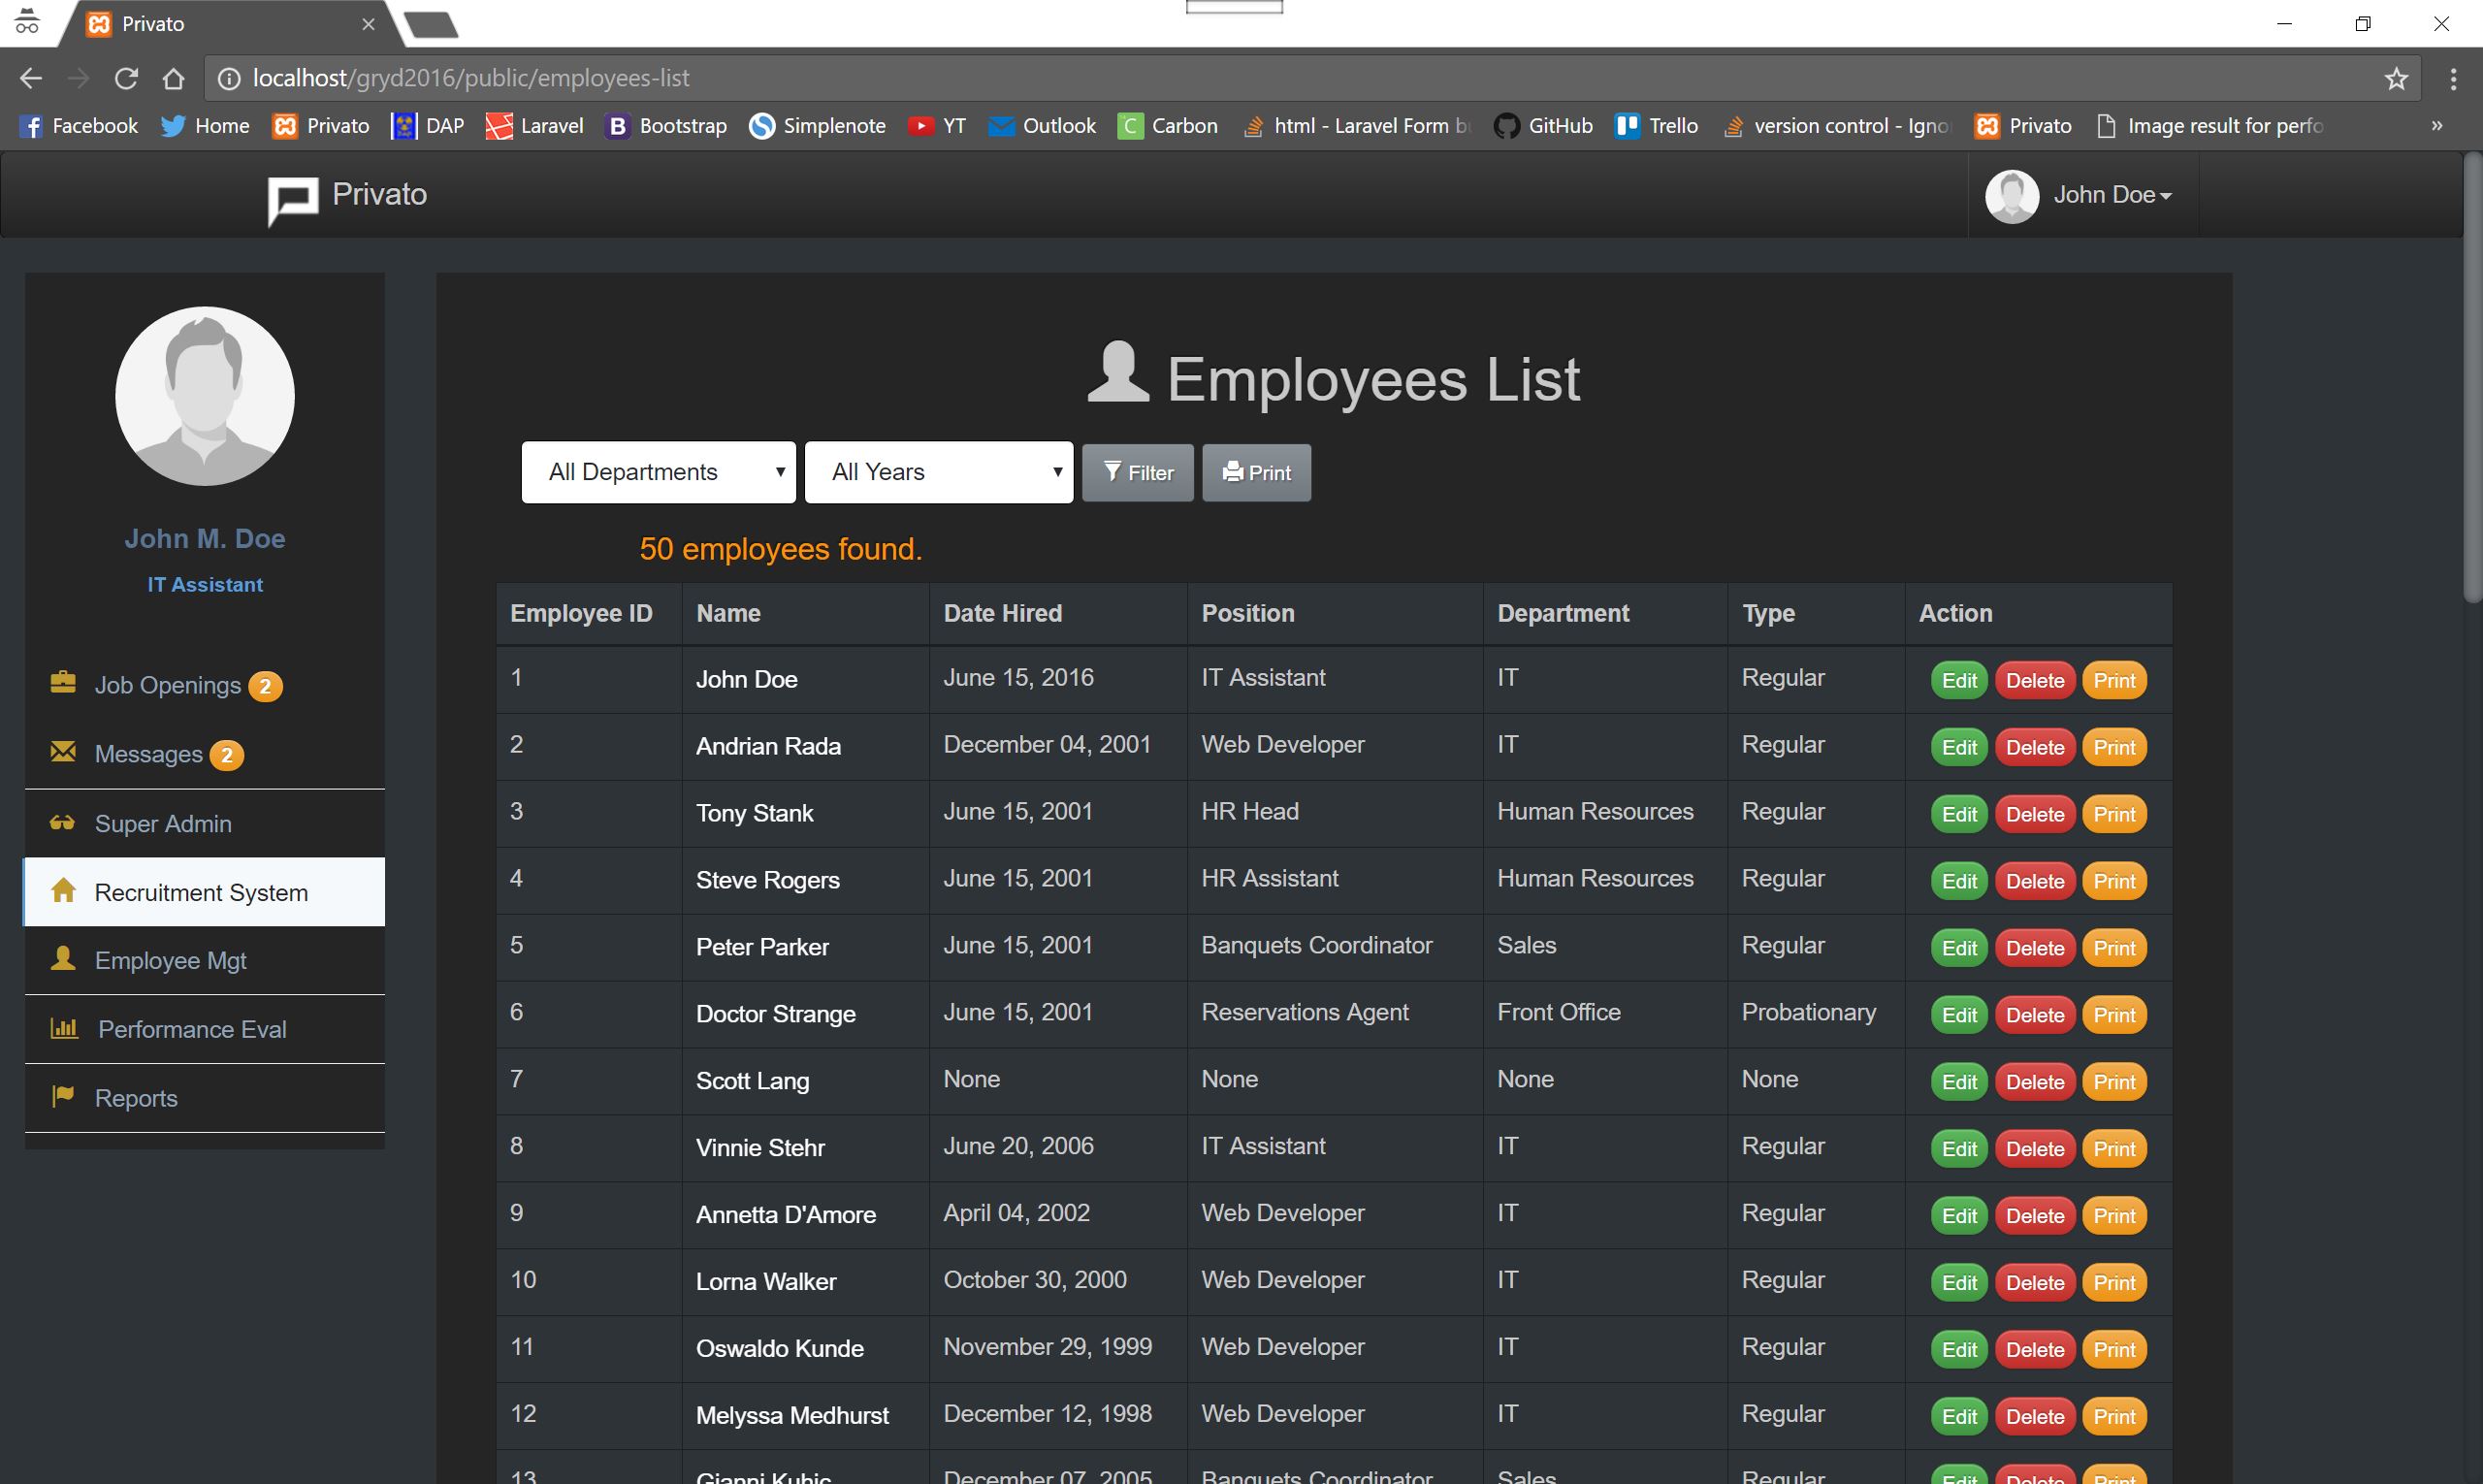 Privato
localhost/gryd2016/public/employees-list
Facebook Home Privato DAP Laravel Bootstrap Simplenote YT Outlook Carbon html - Laravel Form GitHub Trello version control - Privato Image result for »
Privato John Doe
Employees List
All Departments All Years Filter Print
John M. Doe
IT Assistant
50 employees found.
Job Openings 2
Messages 2
Super Admin
Recruitment System
Employee Mgt
Performance Eval
Reports
Employee ID Name Date Hired Position Department Type Action
1 John Doe June 15, 2016 IT Assistant IT Regular Edit Delete Print
2 Andrian Rada December 04, 2001 Web Developer IT Regular Edit Delete Print
3 Tony Stank June 15, 2001 HR Head Human Resources Regular Edit Delete Print
4 Steve Rogers June 15, 2001 HR Assistant Human Resources Regular Edit Delete Print
5 Peter Parker June 15, 2001 Banquets Coordinator Sales Regular Edit Delete Print
6 Doctor Strange June 15, 2001 Reservations Agent Front Office Probationary Edit Delete Print
7 Scott Lang None None None None Edit Delete Print
8 Vinnie Stehr June 20, 2006 IT Assistant IT Regular Edit Delete Print
9 Annetta D'Amore April 04, 2002 Web Developer IT Regular Edit Delete Print
10 Lorna Walker October 30, 2000 Web Developer IT Regular Edit Delete Print
11 Oswaldo Kunde November 29, 1999 Web Developer IT Regular Edit Delete Print
12 Melyssa Medhurst December 12, 1998 Web Developer IT Regular Edit Delete Print
13 Gianni Kuhic December 07, 2005 Banquets Coordinator Sales Regular Edit Delete Print